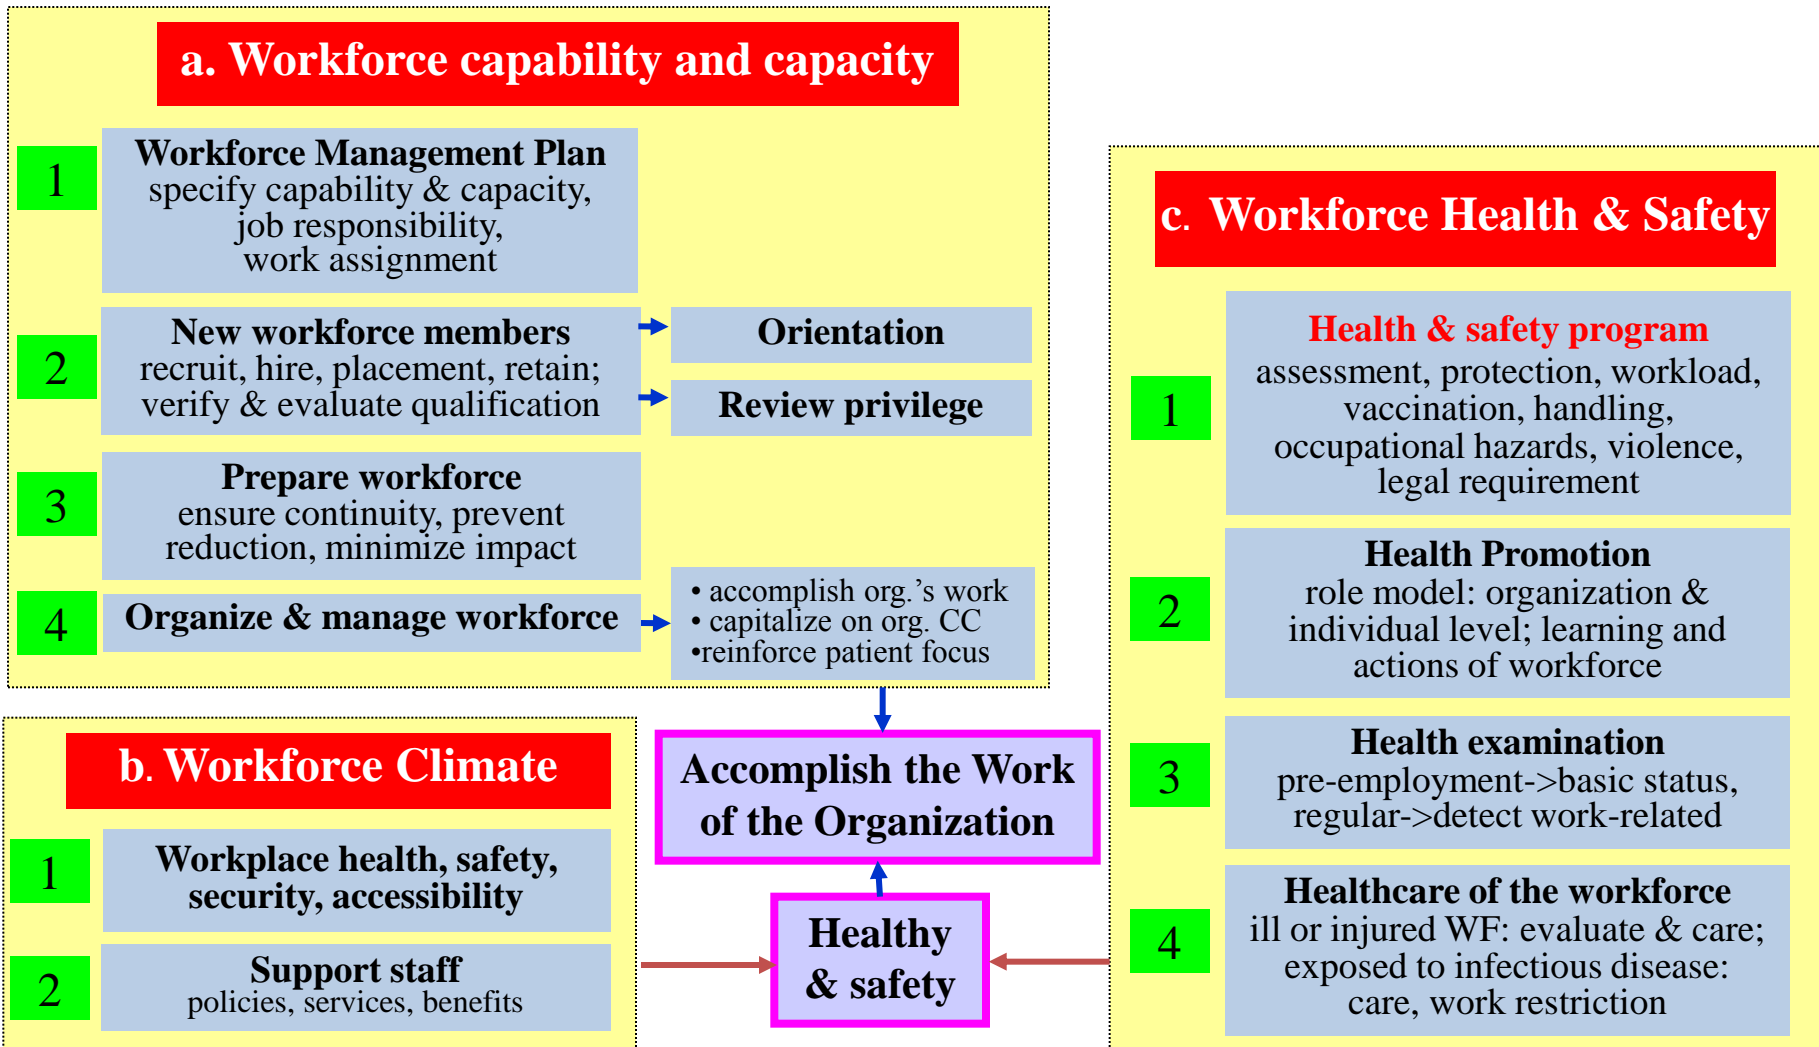 a. Workforce capability and capacity
1
Workforce Management Plan
specify capability & capacity,
job responsibility,
work assignment
2
New workforce members
recruit, hire, placement, retain;
verify & evaluate qualification
Orientation
Review privilege
3
Prepare workforce
ensure continuity, prevent
reduction, minimize impact
4
Organize & manage workforce
• accomplish org.'s work
• capitalize on org. CC
•reinforce patient focus
b. Workforce Climate
1
Workplace health, safety,
security, accessibility
2
Support staff
policies, services, benefits
Accomplish the Work
of the Organization
Healthy
& safety
c. Workforce Health & Safety
1
Health & safety program
assessment, protection, workload,
vaccination, handling,
occupational hazards, violence,
legal requirement
2
Health Promotion
role model: organization &
individual level; learning and
actions of workforce
3
Health examination
pre-employment->basic status,
regular->detect work-related
4
Healthcare of the workforce
ill or injured WF: evaluate & care;
exposed to infectious disease:
care, work restriction